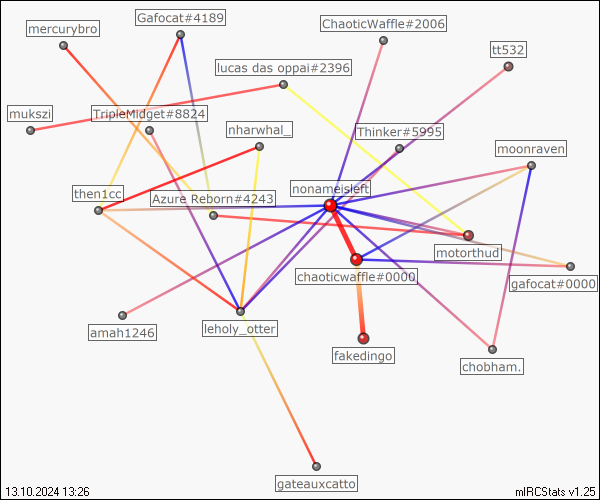 Gafocat#4189
mercurybro
ChaoticWaffle#2006
tt532
lucas das oppai#2396
mukszi
TripleMidget#8824
nharwhal_
Thinker#5995
moonraven
then1cc
Azure Reborn#4243
nonameisleft
motorthud
chaoticwaffle#0000
gafocat#0000
amah1246
leholy_otter
fakedingo
chobham.
gateauxcatto
13.10.2024 13:26
mIRCStats v1.25